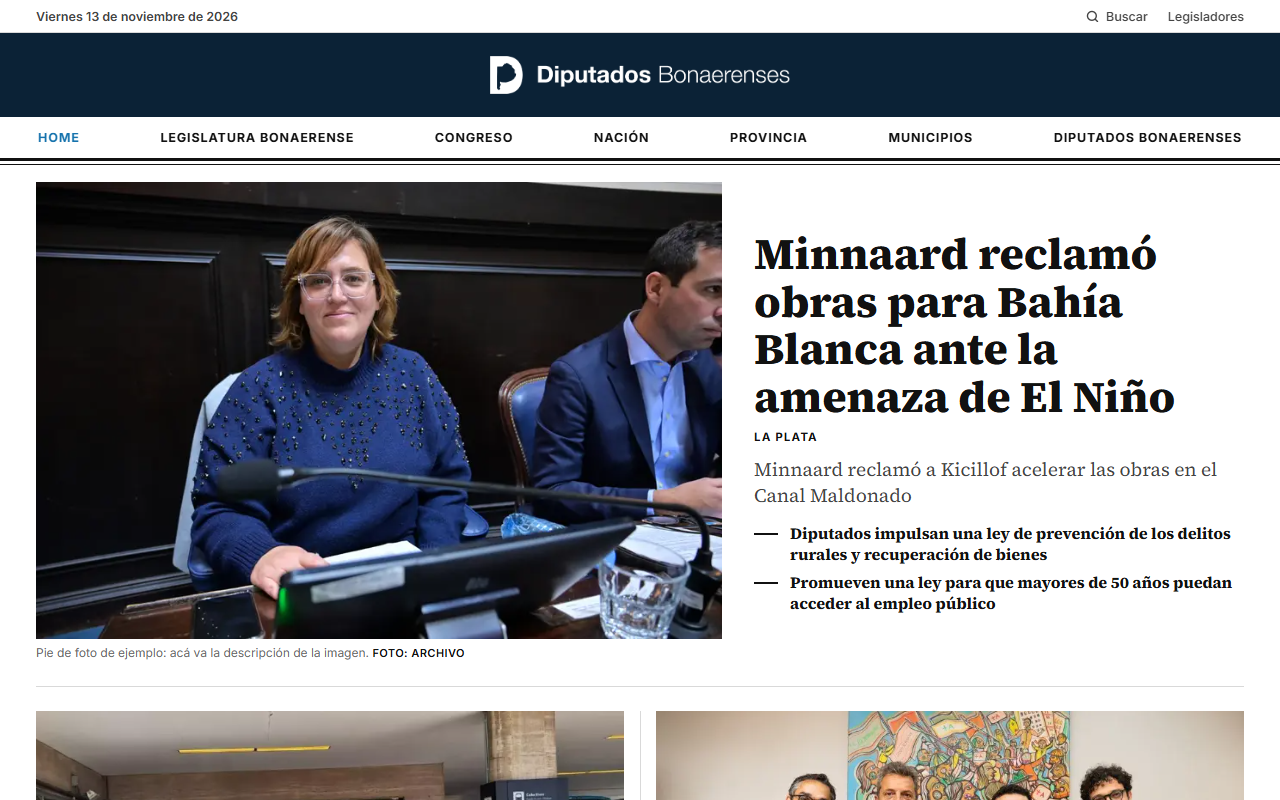 Viernes 13 de noviembre de 2026
Buscar
Legisladores
Diputados Bonaerenses
HOME
LEGISLATURA BONAERENSE
CONGRESO
NACIÓN
PROVINCIA
MUNICIPIOS
DIPUTADOS BONAERENSES
Minnaard reclamó
obras para Bahía
Blanca ante la
amenaza de El Niño
LA PLATA
Minnaard reclamó a Kicillof acelerar las obras en el
Canal Maldonado
Diputados impulsan una ley de prevención de los delitos
rurales y recuperación de bienes
Promueven una ley para que mayores de 50 años puedan
acceder al empleo público
Pie de foto de ejemplo: acá va la descripción de la imagen. FOTO: ARCHIVO